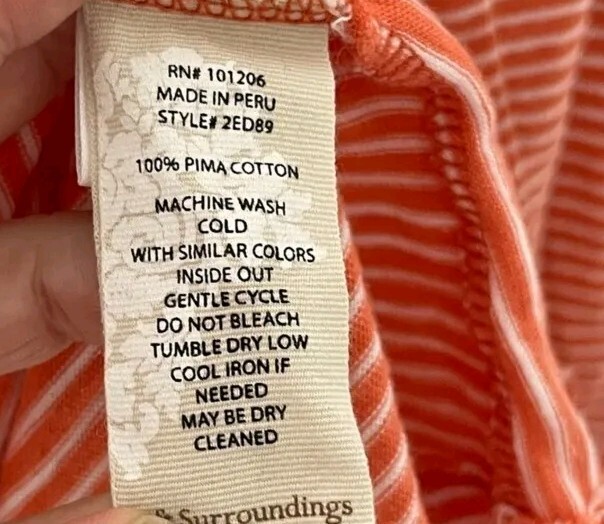 RN# 101206
MADE IN PERU
STYLE# 2ED89
100% PIMA COTTON
MACHINE WASH
COLD
WITH SIMILAR COLORS
INSIDE OUT
GENTLE CYCLE
DO NOT BLEACH
TUMBLE DRY LOW
COOL IRON IF
NEEDED
MAY BE DRY
CLEANED
& Surroundings